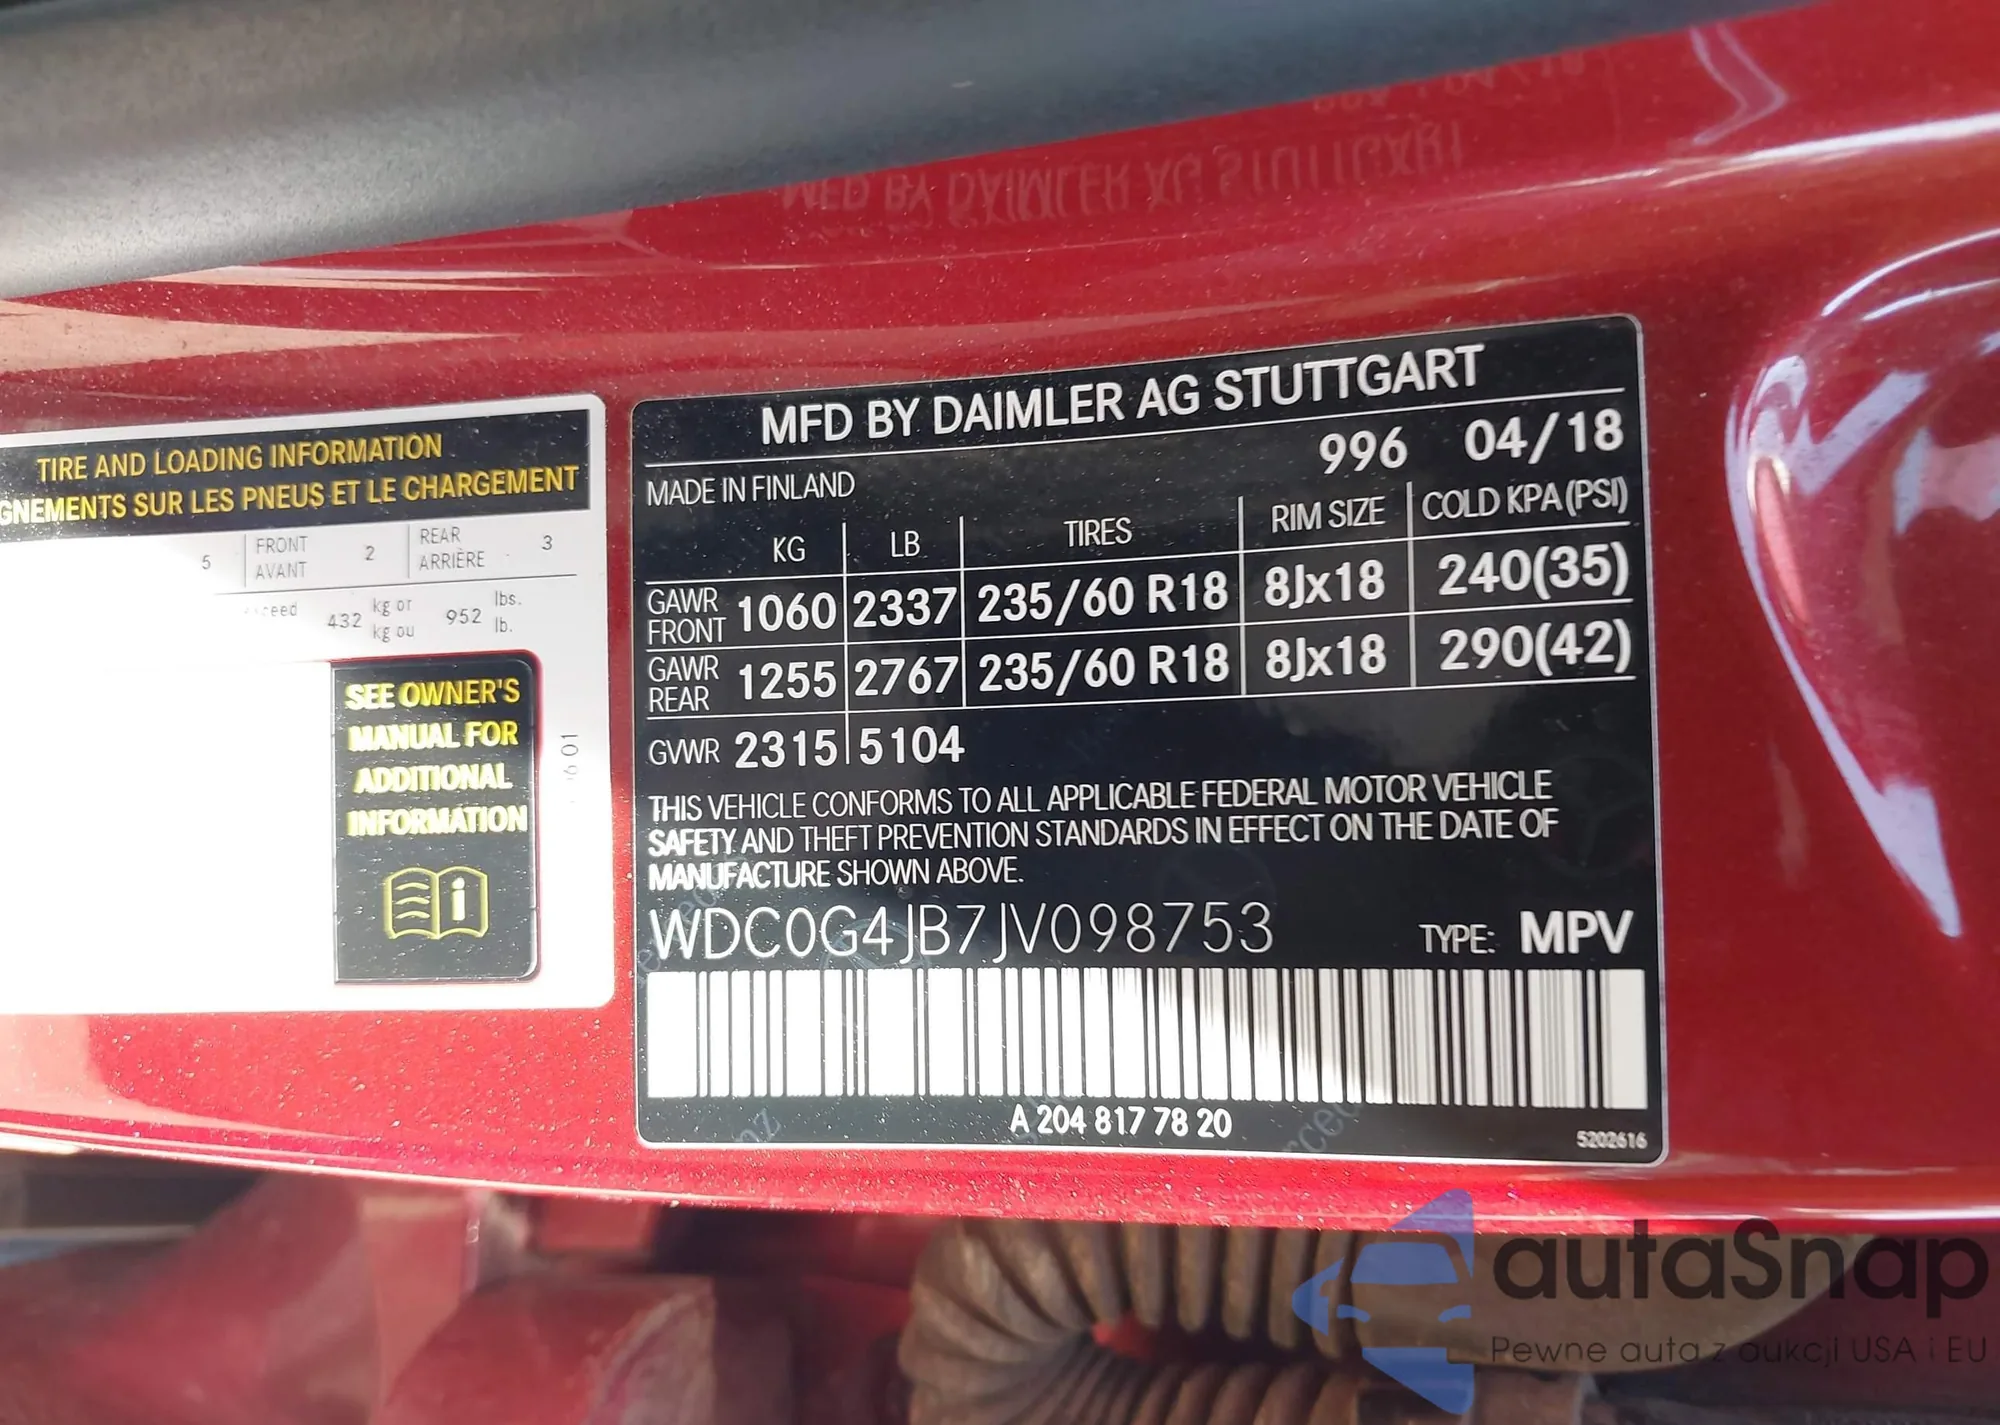 TIRE AND LOADING INFORMATION
GNEMENTS SUR LES PNEUS ET LE CHARGEMENT
5 FRONT AVANT 2 REAR ARRIÈRE 3
432 kg or kg ou 952 lbs. lb.
SEE OWNER'S
MANUAL FOR
ADDITIONAL
INFORMATION
MFD BY DAIMLER AG STUTTGART
996 04/18
MADE IN FINLAND
KG LB TIRES RIM SIZE COLD KPA (PSI)
GAWR FRONT 1060 2337 235/60 R18 8Jx18 240(35)
GAWR REAR 1255 2767 235/60 R18 8Jx18 290(42)
GVWR 2315 5104
THIS VEHICLE CONFORMS TO ALL APPLICABLE FEDERAL MOTOR VEHICLE
SAFETY AND THEFT PREVENTION STANDARDS IN EFFECT ON THE DATE OF
MANUFACTURE SHOWN ABOVE.
WDC0G4JB7JV098753 TYPE: MPV
A 204 817 78 20
5202616
autaSnap
Pewne auta z aukcji USA i EU